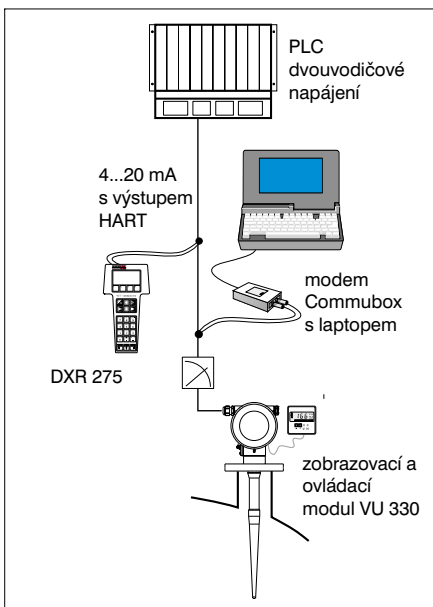 PLC
dvouvodičové
napájení
4...20 mA
s výstupem
HART
modem
Commubox
s laptopem
DXR 275
zobrazovací a
ovládací
modul VU 330